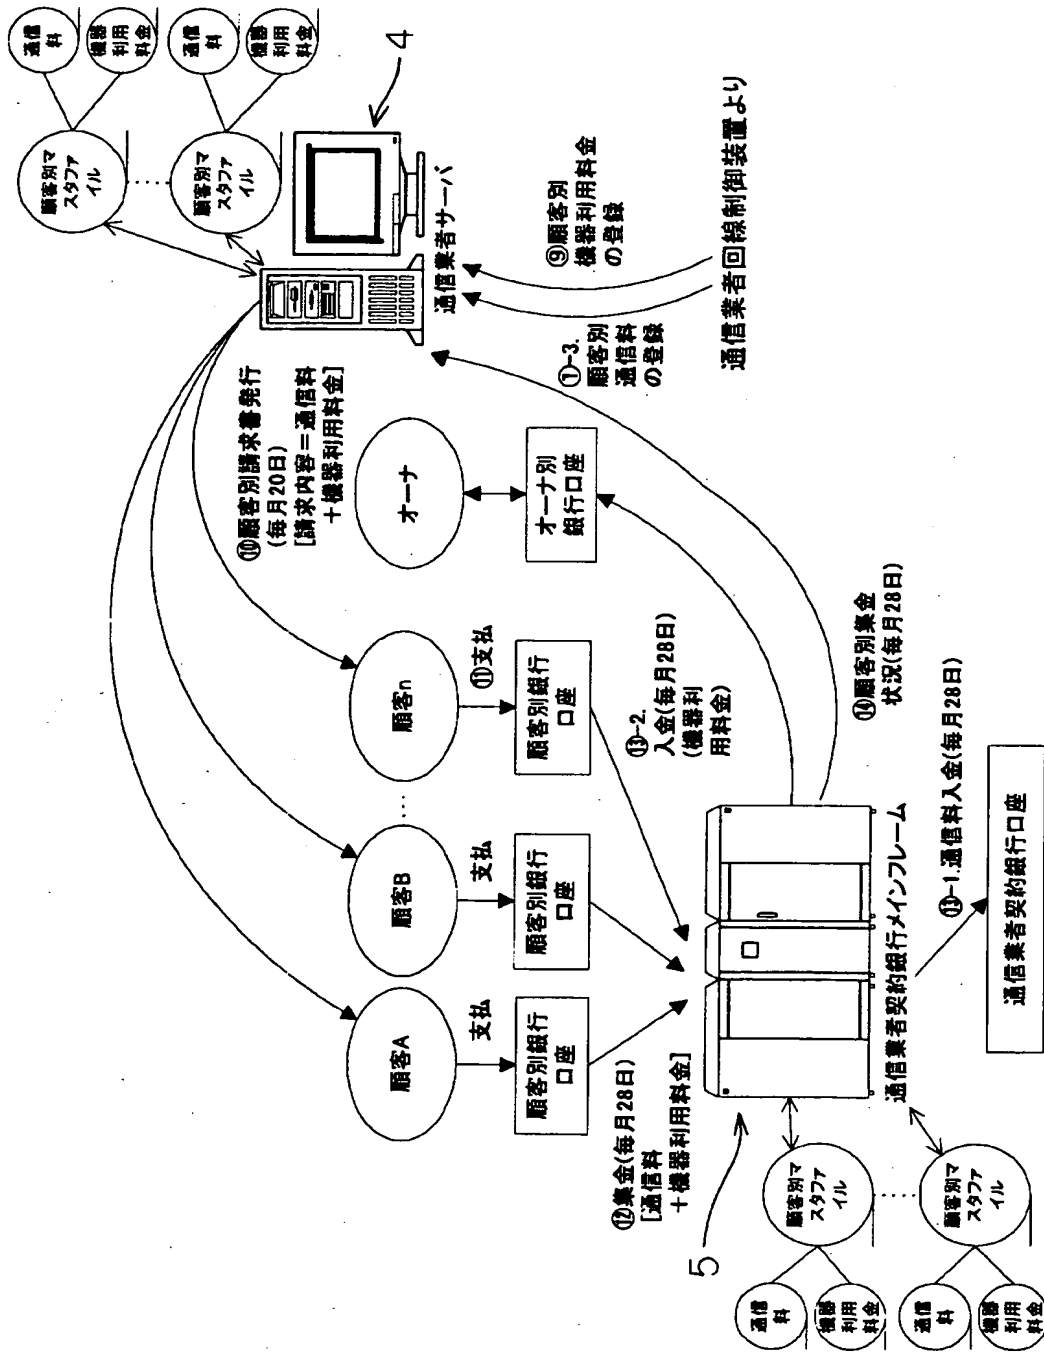 通信
料
機器
利用
料金
通信
料
機器
利用
料金
顧客別マ
スタファ
イル
顧客別マ
スタファ
イル
4
通信業者サーバ
⑨顧客別
機器利用料金
の登録
①-3.
顧客別
通信料
の登録
通信業者回線制御装置より
⑩顧客別請求書発行
(毎月20日)
[請求内容=通信料
+機器利用料金]
オーナ
オーナ別
銀行口座
顧客A
顧客B
……
顧客n
支払
支払
⑪支払
顧客別銀行
口座
顧客別銀行
口座
顧客別銀行
口座
⑫集金(毎月28日)
[通信料
+機器利用料金]
⑬-2.
入金(毎月28日)
(機器利
用料金)
⑭顧客別集金
状況(毎月28日)
5
通信業者契約銀行メインフレーム
⑬-1.通信料入金(毎月28日)
通信業者契約銀行口座
顧客別マ
スタファ
イル
顧客別マ
スタファ
イル
通信
料
機器
利用
料金
通信
料
機器
利用
料金